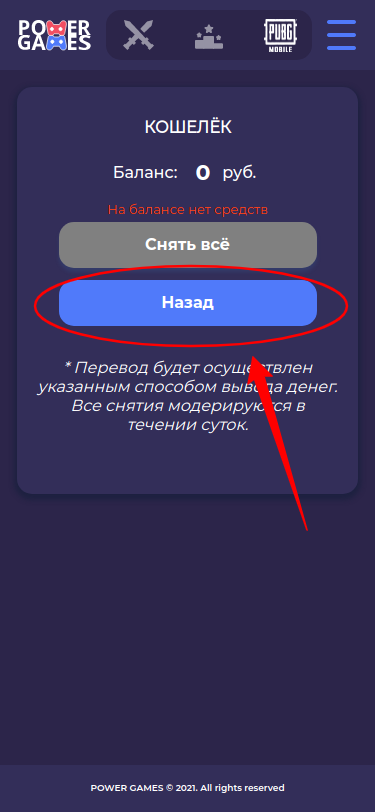 POWER
GAMES
PUBG
MOBILE
КОШЕЛЁК
Баланс: 0 руб.
На балансе нет средств
Снять всё
Назад
* Перевод будет осуществлен
указанным способом вывода денег.
Все снятия модерируются в
течении суток.
POWER GAMES © 2021. All rights reserved